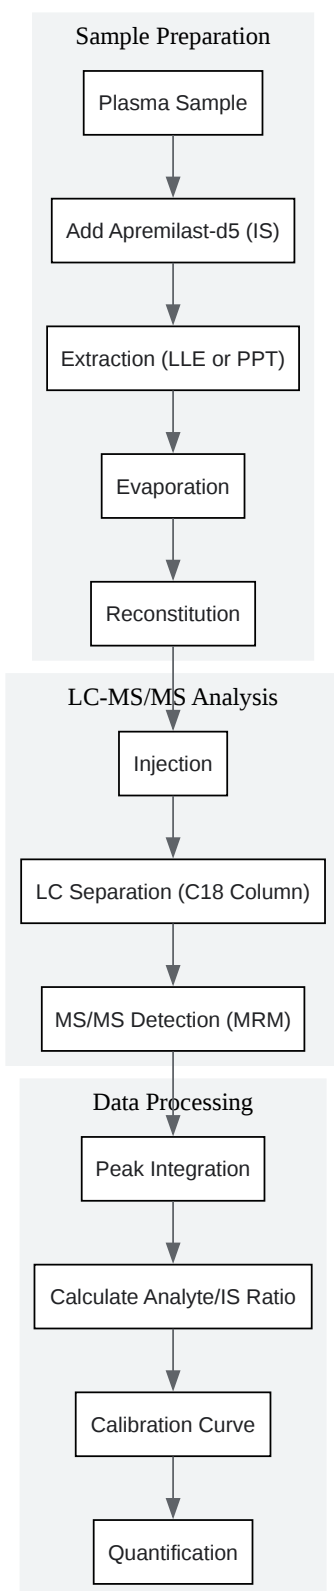 Sample Preparation
Plasma Sample
Add Apremilast-d5 (IS)
Extraction (LLE or PPT)
Evaporation
Reconstitution
LC-MS/MS Analysis
Injection
LC Separation (C18 Column)
MS/MS Detection (MRM)
Data Processing
Peak Integration
Calculate Analyte/IS Ratio
Calibration Curve
Quantification